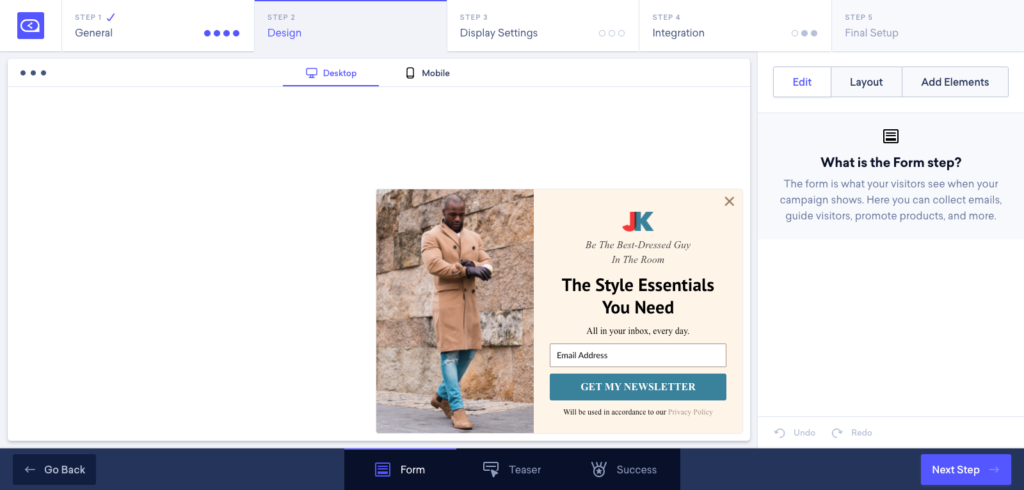 STEP 1
General
STEP 2
Design
STEP 3
Display Settings
STEP 4
Integration
STEP 5
Final Setup
Desktop
Mobile
Edit
Layout
Add Elements
What is the Form step?
The form is what your visitors see when your
campaign shows. Here you can collect emails,
guide visitors, promote products, and more.
JK
Be The Best-Dressed Guy
In The Room
The Style Essentials
You Need
All in your inbox, every day.
Email Address
GET MY NEWSLETTER
Will be used in accordance to our Privacy Policy
Undo
Redo
Go Back
Form
Teaser
Success
Next Step